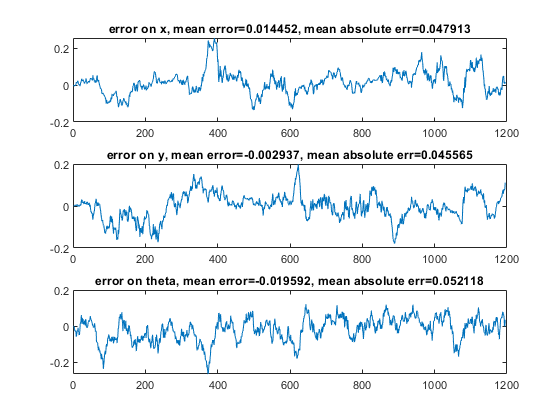 error on x, mean error=0.014452, mean absolute err=0.047913
0.2
0
-0.2
0 200 400 600 800 1000 1200
error on y, mean error=-0.002937, mean absolute err=0.045565
0.2
0
-0.2
0 200 400 600 800 1000 1200
error on theta, mean error=-0.019592, mean absolute err=0.052118
0.2
0
-0.2
0 200 400 600 800 1000 1200